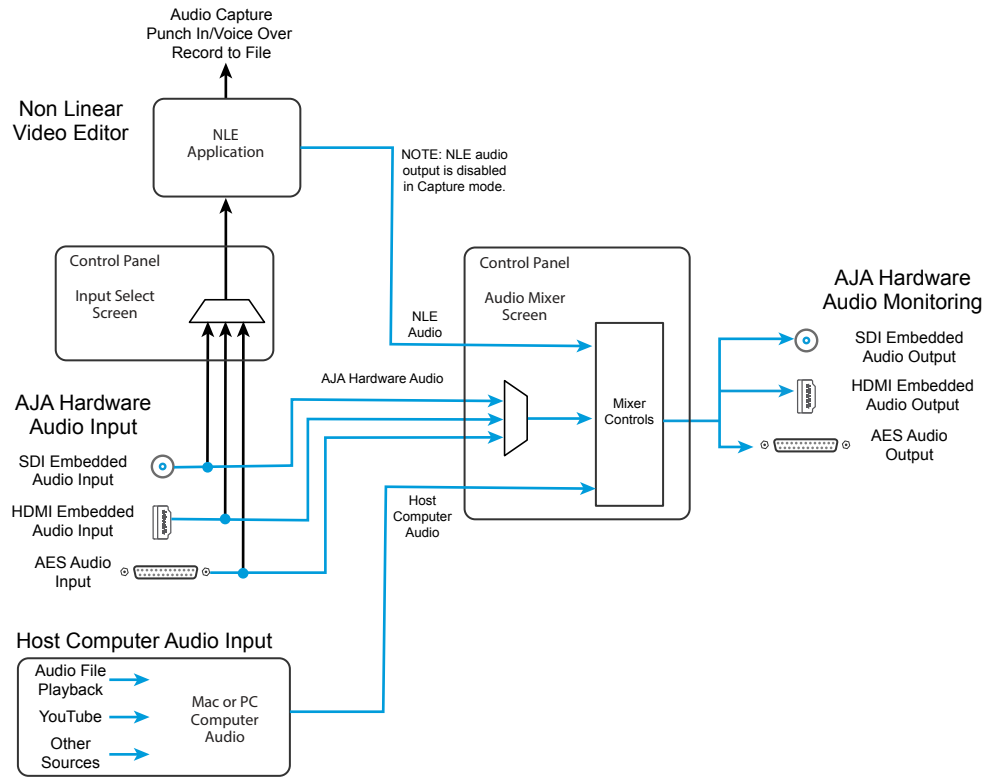 Audio Capture
Punch In/Voice Over
Record to File
Non Linear
Video Editor
NLE
Application
NOTE: NLE audio
output is disabled
in Capture mode.
Control Panel
Input Select
Screen
Control Panel
Audio Mixer
Screen
NLE
Audio
AJA Hardware Audio
Mixer
Controls
Host
Computer
Audio
AJA Hardware
Audio Monitoring
SDI Embedded
Audio Output
HDMI Embedded
Audio Output
AES Audio
Output
AJA Hardware
Audio Input
SDI Embedded
Audio Input
HDMI Embedded
Audio Input
AES Audio
Input
Host Computer Audio Input
Audio File
Playback
YouTube
Other
Sources
Mac or PC
Computer
Audio